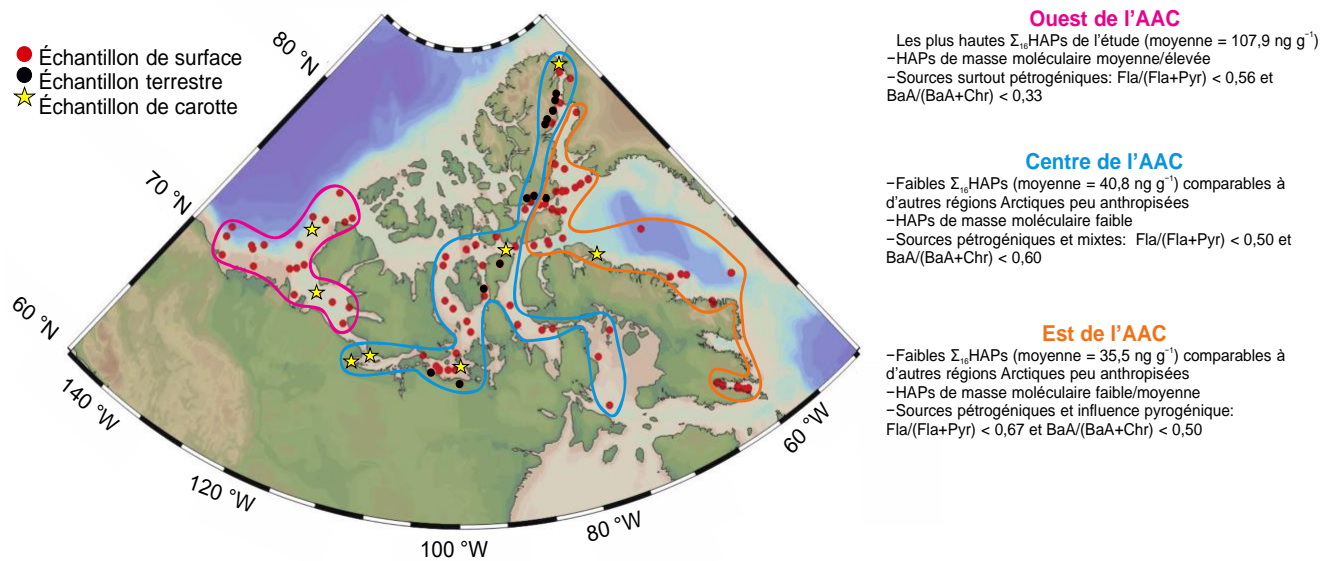 Échantillon de surface
Échantillon terrestre
Échantillon de carotte
80 °N
70 °N
60 °N
140 °W
120 °W
100 °W
80 °W
60 °W
Ouest de l'AAC
Les plus hautes Σ₁₆HAPs de l'étude (moyenne = 107,9 ng g⁻¹)
−HAPs de masse moléculaire moyenne/élevée
−Sources surtout pétrogéniques: Fla/(Fla+Pyr) < 0,56 et
BaA/(BaA+Chr) < 0,33
Centre de l'AAC
−Faibles Σ₁₆HAPs (moyenne = 40,8 ng g⁻¹) comparables à
d'autres régions Arctiques peu anthropisées
−HAPs de masse moléculaire faible
−Sources pétrogéniques et mixtes: Fla/(Fla+Pyr) < 0,50 et
BaA/(BaA+Chr) < 0,60
Est de l'AAC
−Faibles Σ₁₆HAPs (moyenne = 35,5 ng g⁻¹) comparables à
d'autres régions Arctiques peu anthropisées
−HAPs de masse moléculaire faible/moyenne
−Sources pétrogéniques et influence pyrogénique:
Fla/(Fla+Pyr) < 0,67 et BaA/(BaA+Chr) < 0,50